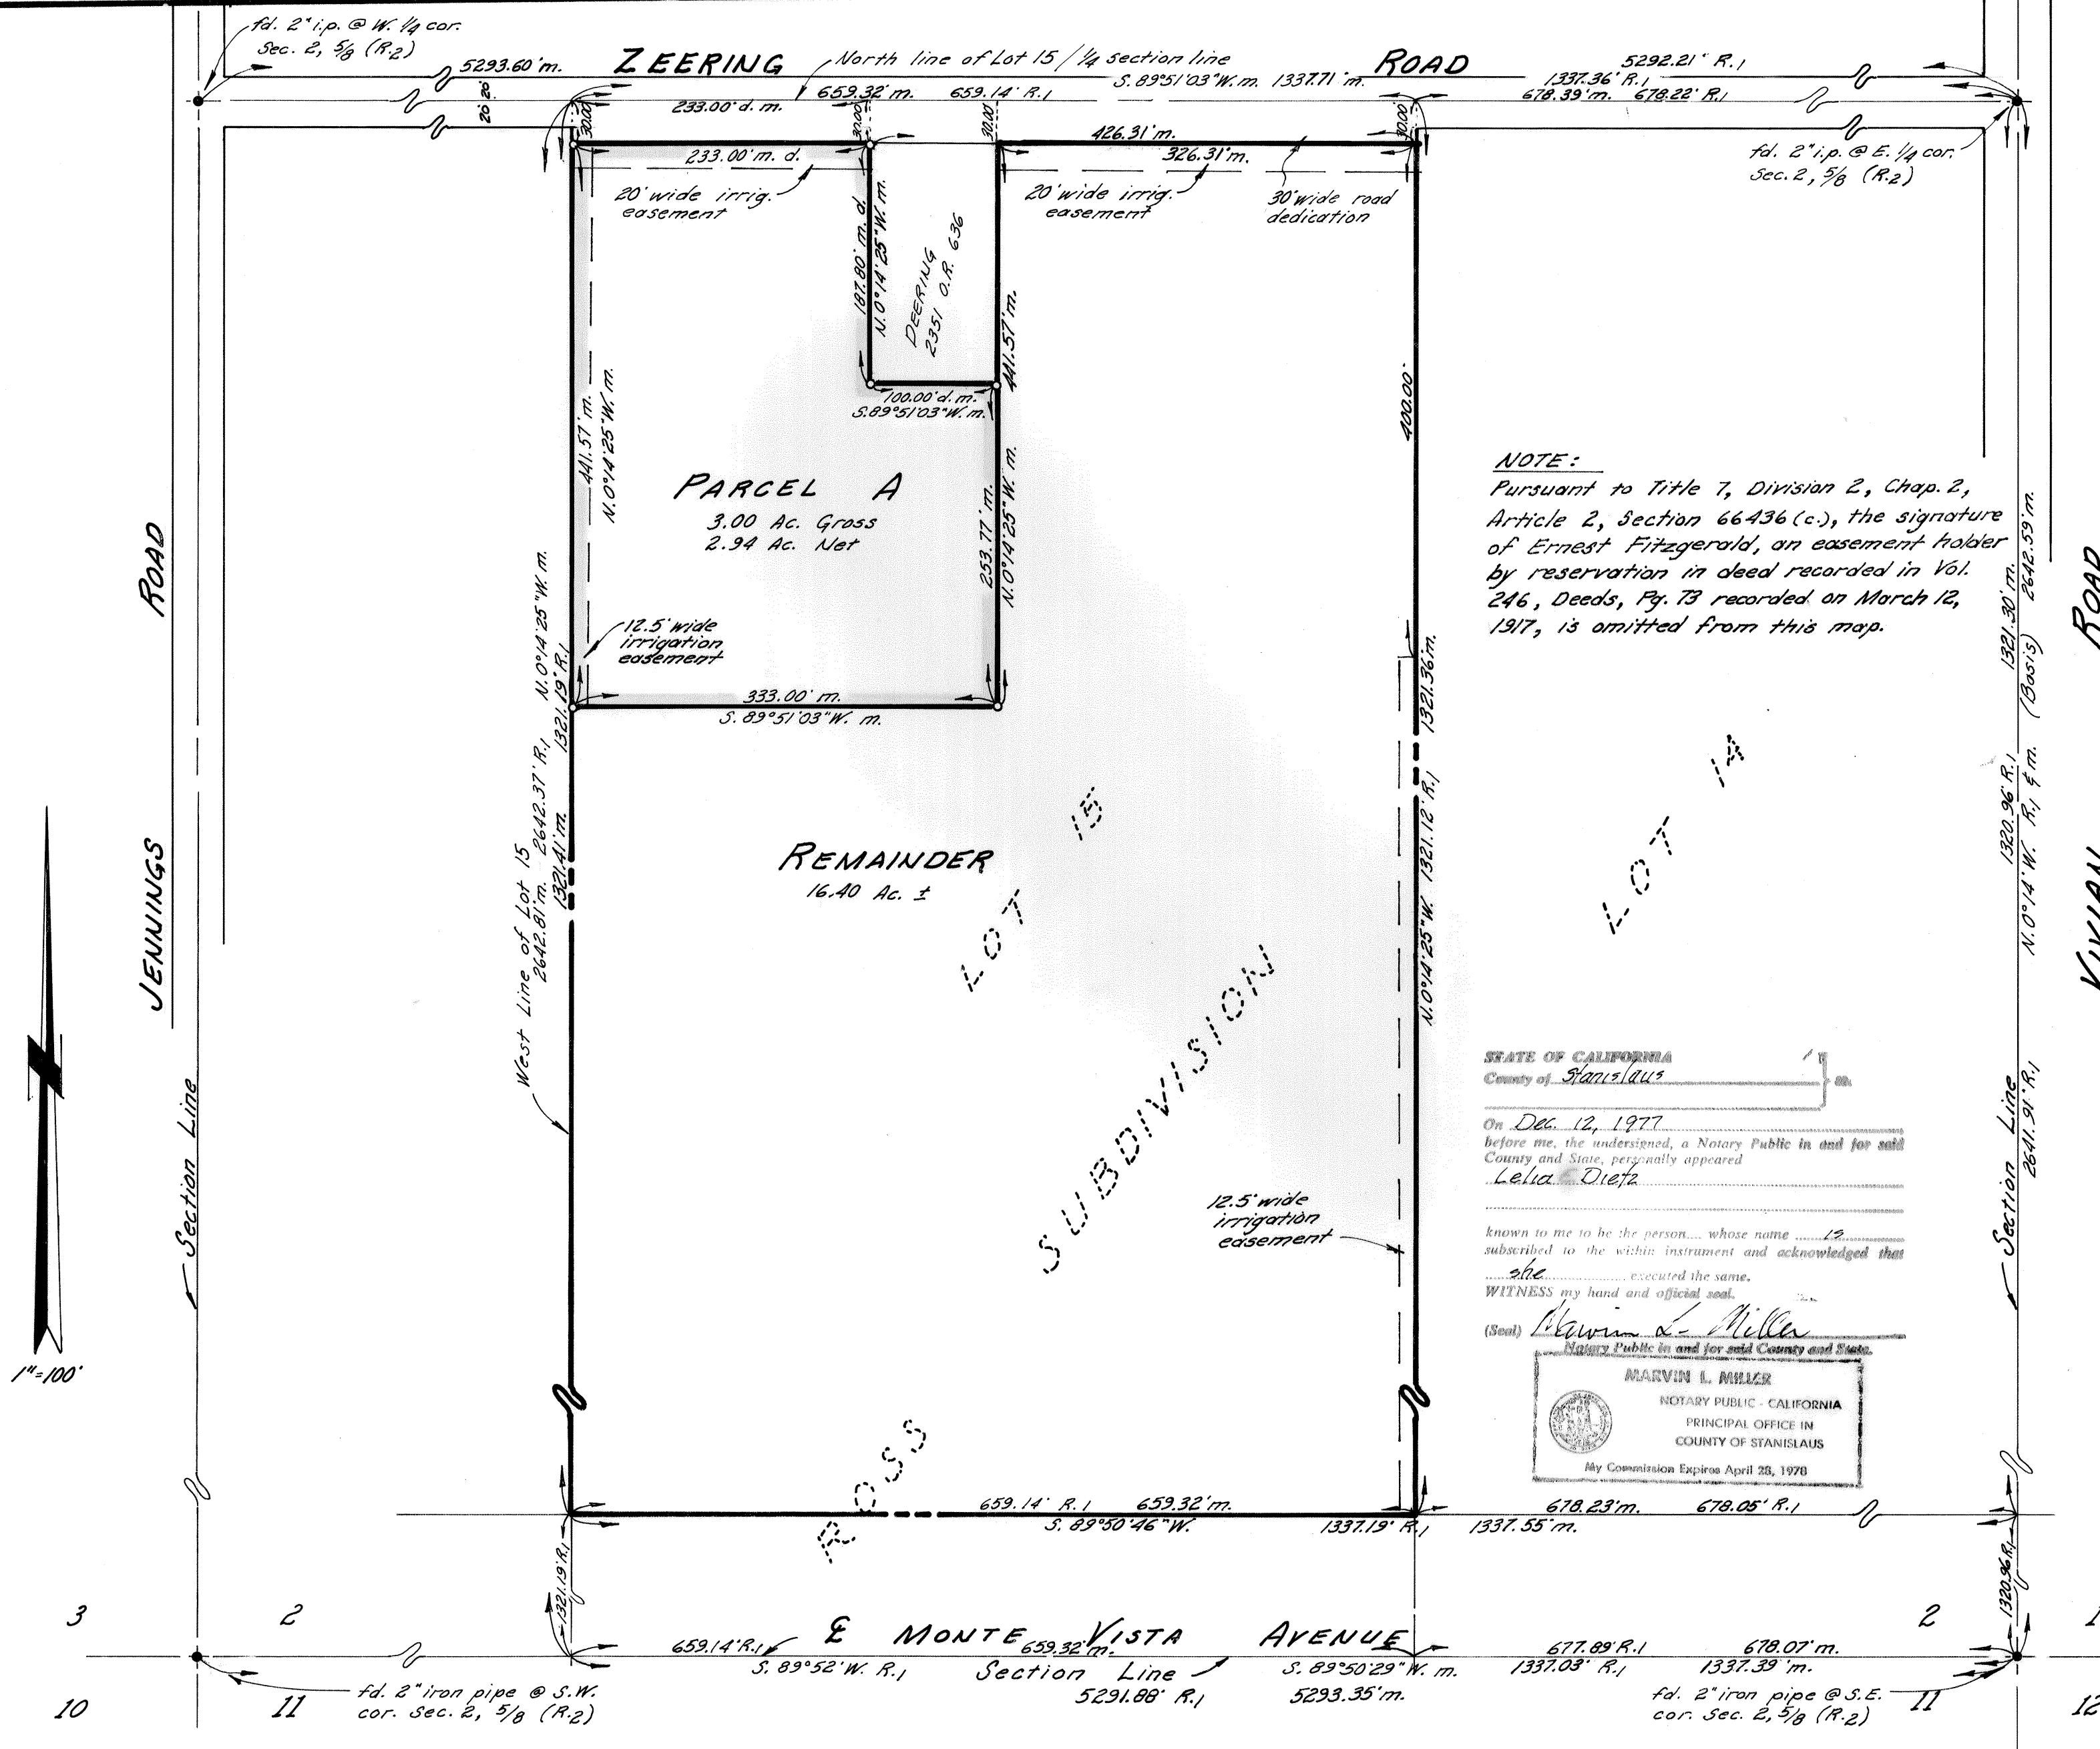 fd. 2" i.p. @ W. 1/4 cor.
Sec. 2, 5/8 (R.2)
5293.60' m.
ZEERING ROAD
North line of Lot 15 / 1/4 section line
S. 89°51'03" W. m. 1337.71' m.
5292.21' R.1
1337.36' R.1
678.39' m. 678.22' R.1
20' 20'
233.00' d. m.
659.32' m. 659.14' R.1
30.00'
30.00'
30.00'
30.00'
233.00' m. d.
426.31' m.
326.31' m.
20' wide irrig.
easement
20' wide irrig.
easement
30' wide road
dedication
fd. 2" i.p. @ E. 1/4 cor.
Sec. 2, 5/8 (R.2)
187.80' m. d.
N. 0°14'25" W. m.
DEERING
2351 O.R. 636
441.57' m.
100.00' d. m.
S. 89°51'03" W. m.
441.57' m.
N. 0°14'25" W. m.
400.00'
PARCEL A
3.00 Ac. Gross
2.94 Ac. Net
253.77' m.
N. 0°14'25" W. m.
12.5' wide
irrigation
easement
333.00' m.
S. 89°51'03" W. m.
NOTE:
Pursuant to Title 7, Division 2, Chap. 2,
Article 2, Section 66436 (c.), the signature
of Ernest Fitzgerald, an easement holder
by reservation in deed recorded in Vol.
246, Deeds, Pg. 73 recorded on March 12,
1917, is omitted from this map.
JENNINGS ROAD
Section Line
West Line of Lot 15
2642.81' m. 2642.37' R.1 N. 0°14'25" W. m.
1321.41' m. 1321.19' R.1
REMAINDER
16.40 Ac. ±
LOT 15
LOT 14
ROSS SUBDIVISION
1321.36' m.
N. 0°14'25" W. 1321.12' R.1
1320.96' R.1 1321.30' m.
N. 0°14' W. R.1 & m. (Basis) 2642.59' m.
2641.91' R.1
Section Line
VIVIAN ROAD
1"=100'
12.5' wide
irrigation
easement
STATE OF CALIFORNIA
County of Stanislaus
ss.
On Dec. 12, 1977
before me, the undersigned, a Notary Public in and for said
County and State, personally appeared
Lelia Dietz
known to me to be the person.... whose name is
subscribed to the within instrument and acknowledged that
she executed the same.
WITNESS my hand and official seal.
(Seal) Marvin L. Miller
Notary Public in and for said County and State.
MARVIN L. MILLER
NOTARY PUBLIC - CALIFORNIA
PRINCIPAL OFFICE IN
COUNTY OF STANISLAUS
My Commission Expires April 28, 1978
659.14' R.1 659.32' m.
S. 89°50'46" W.
1337.19' R.1 1337.55' m.
678.23' m. 678.05' R.1
1321.19' R.1
1320.96 R.1
3 2
2 1
℄ MONTE VISTA AVENUE
659.14' R.1 659.32' m.
677.89' R.1 678.07' m.
S. 89°52' W. R.1
Section Line
S. 89°50'29" W. m.
1337.03' R.1 1337.39' m.
5291.88' R.1 5293.35' m.
10 11
11 12
fd. 2" iron pipe @ S.W.
cor. Sec. 2, 5/8 (R.2)
fd. 2" iron pipe @ S.E.
cor. Sec. 2, 5/8 (R.2)